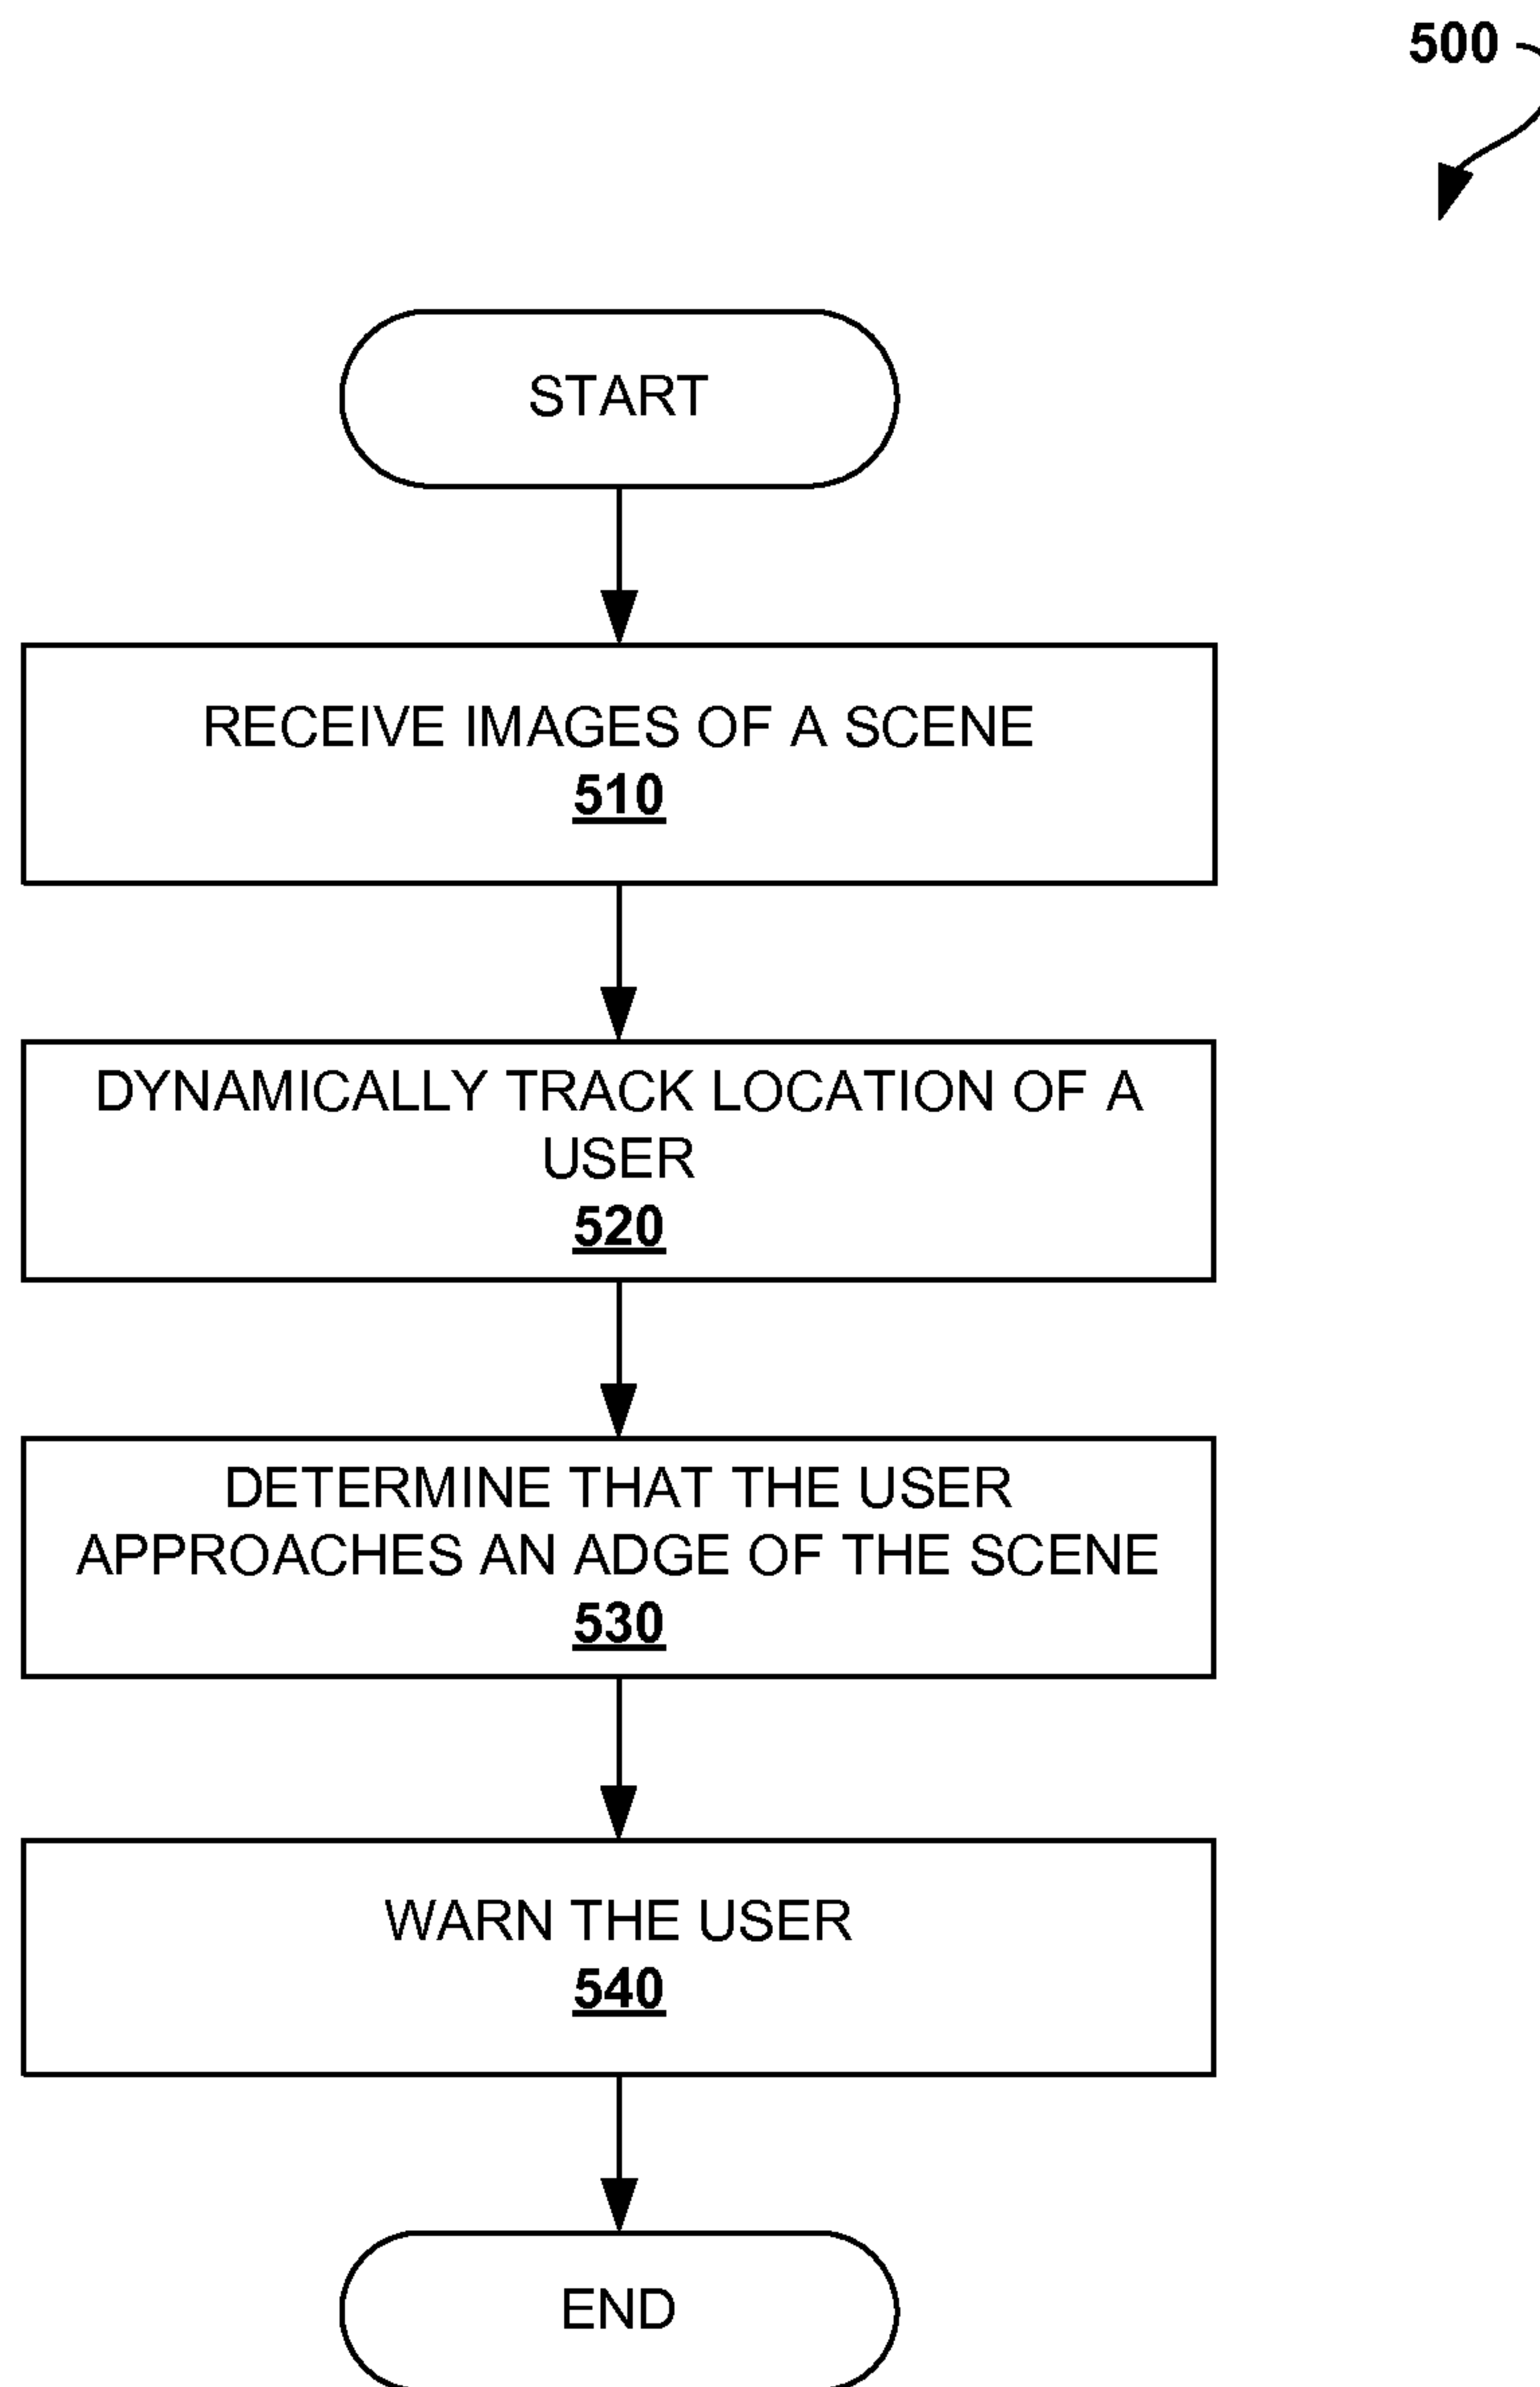 500
START
RECEIVE IMAGES OF A SCENE
510
DYNAMICALLY TRACK LOCATION OF A
USER
520
DETERMINE THAT THE USER
APPROACHES AN ADGE OF THE SCENE
530
WARN THE USER
540
END